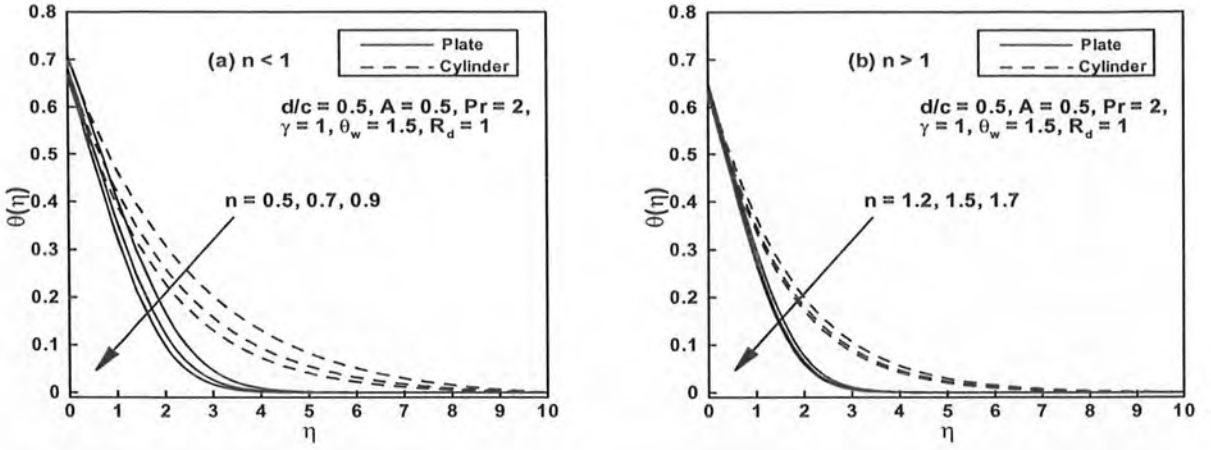 0.8
0.7
0.6
0.5
0.4
0.3
0.2
0.1
0
θ(η)
(a) n < 1
Plate
Cylinder
d/c = 0.5, A = 0.5, Pr = 2,
γ = 1, θw = 1.5, Rd = 1
n = 0.5, 0.7, 0.9
0 1 2 3 4 5 6 7 8 9 10
η
0.8
0.7
0.6
0.5
0.4
0.3
0.2
0.1
0
θ(η)
(b) n > 1
Plate
Cylinder
d/c = 0.5, A = 0.5, Pr = 2,
γ = 1, θw = 1.5, Rd = 1
n = 1.2, 1.5, 1.7
0 1 2 3 4 5 6 7 8 9 10
η